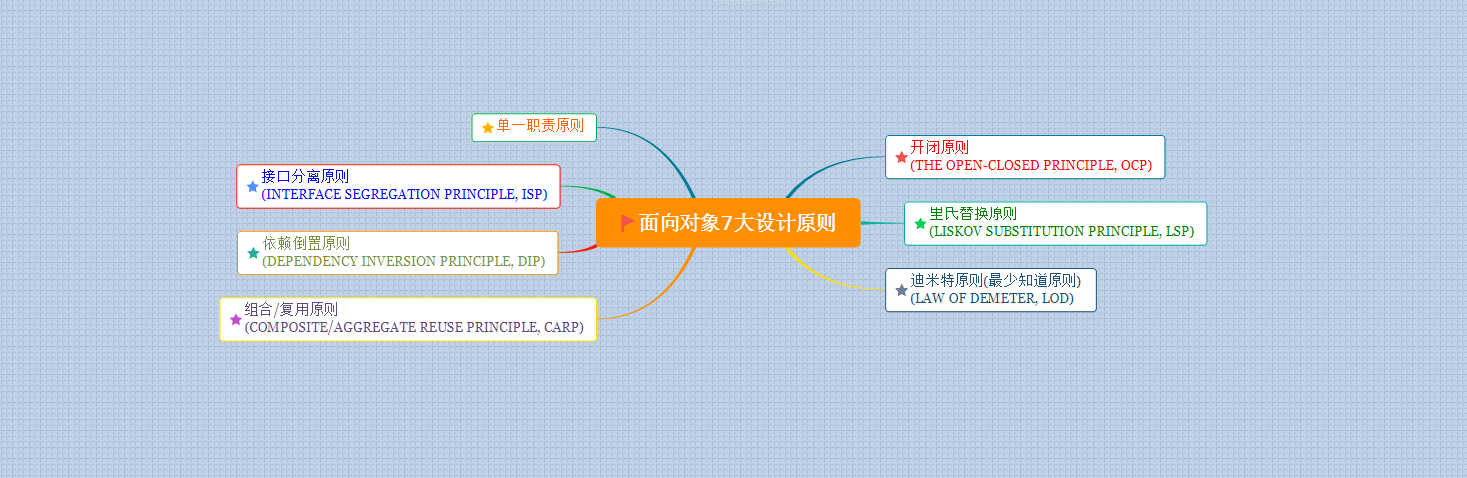 面向对象7大设计原则
单一职责原则
接口分离原则
(INTERFACE SEGREGATION PRINCIPLE, ISP)
依赖倒置原则
(DEPENDENCY INVERSION PRINCIPLE, DIP)
组合/复用原则
(COMPOSITE/AGGREGATE REUSE PRINCIPLE, CARP)
开闭原则
(THE OPEN-CLOSED PRINCIPLE, OCP)
里氏替换原则
(LISKOV SUBSTITUTION PRINCIPLE, LSP)
迪米特原则(最少知道原则)
(LAW OF DEMETER, LOD)